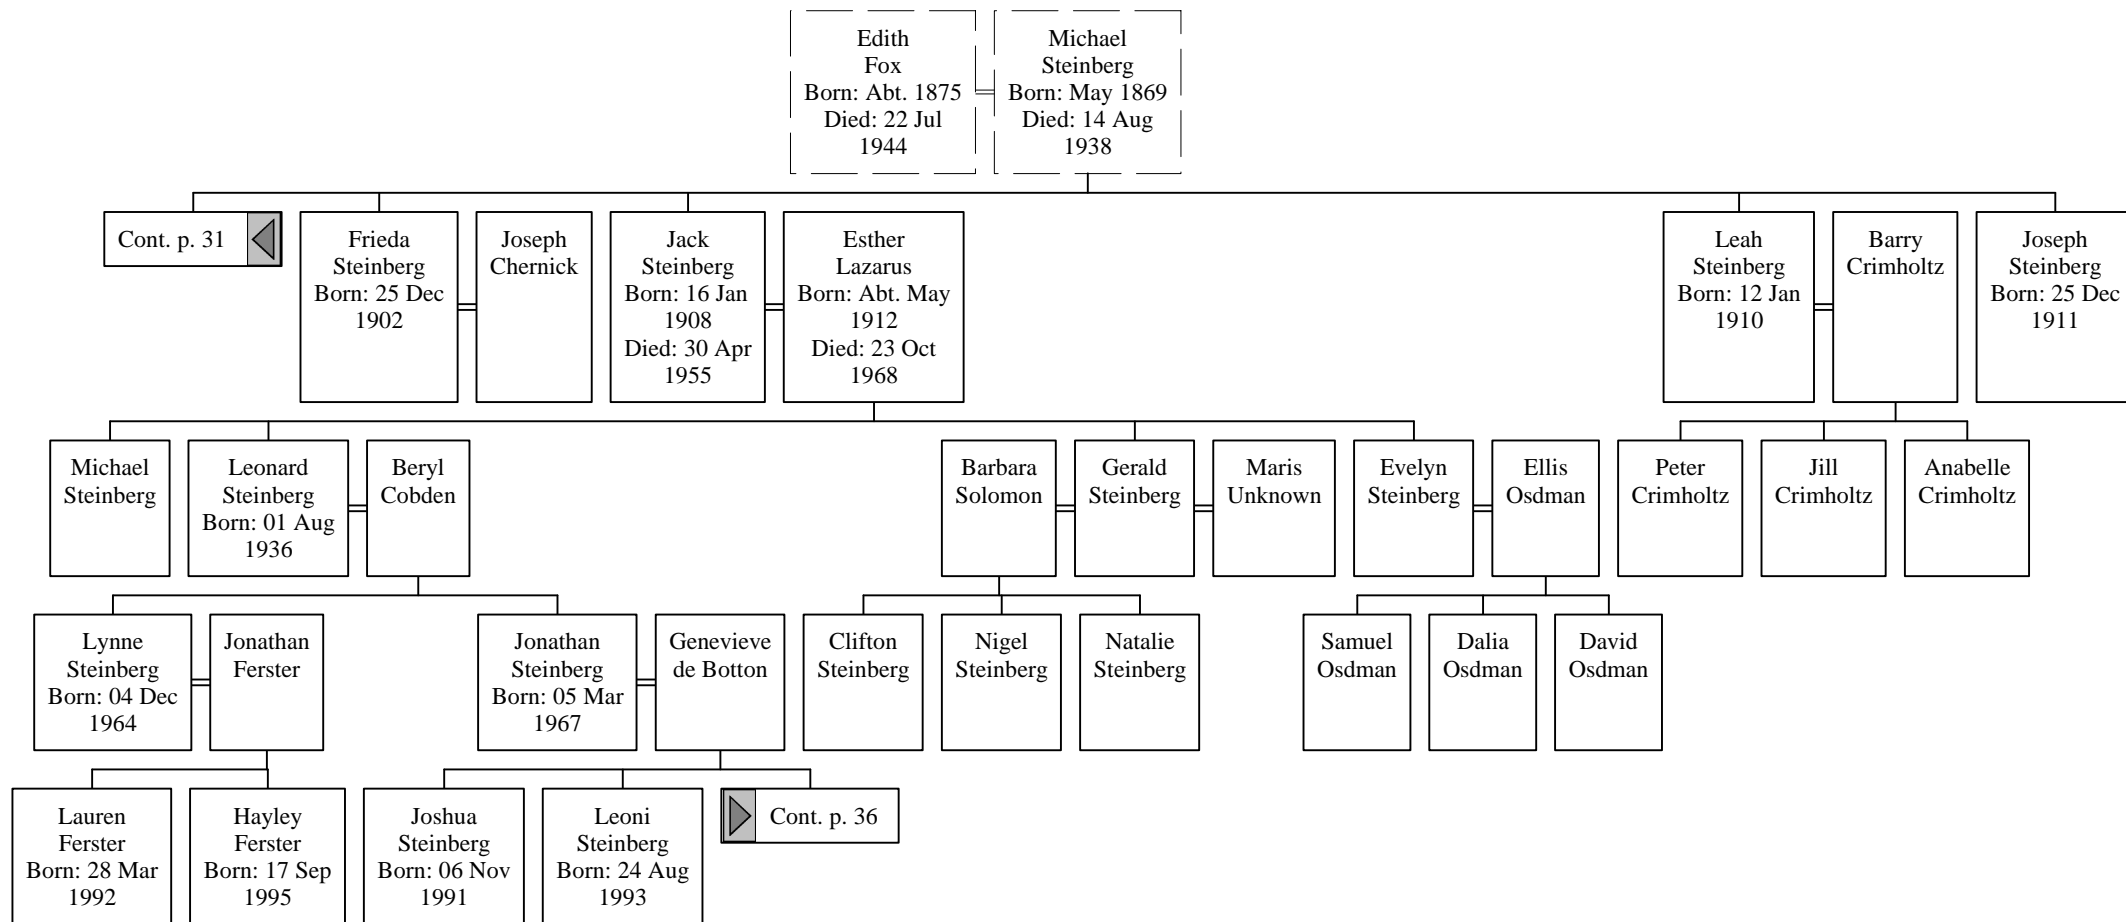 Edith
Fox
Born: Abt. 1875
Died: 22 Jul
1944
Michael
Steinberg
Born: May 1869
Died: 14 Aug
1938
Cont. p. 31
Frieda
Steinberg
Born: 25 Dec
1902
Joseph
Chernick
Jack
Steinberg
Born: 16 Jan
1908
Died: 30 Apr
1955
Esther
Lazarus
Born: Abt. May
1912
Died: 23 Oct
1968
Leah
Steinberg
Born: 12 Jan
1910
Barry
Crimholtz
Joseph
Steinberg
Born: 25 Dec
1911
Michael
Steinberg
Leonard
Steinberg
Born: 01 Aug
1936
Beryl
Cobden
Barbara
Solomon
Gerald
Steinberg
Maris
Unknown
Evelyn
Steinberg
Ellis
Osdman
Peter
Crimholtz
Jill
Crimholtz
Anabelle
Crimholtz
Lynne
Steinberg
Born: 04 Dec
1964
Jonathan
Ferster
Jonathan
Steinberg
Born: 05 Mar
1967
Genevieve
de Botton
Clifton
Steinberg
Nigel
Steinberg
Natalie
Steinberg
Samuel
Osdman
Dalia
Osdman
David
Osdman
Lauren
Ferster
Born: 28 Mar
1992
Hayley
Ferster
Born: 17 Sep
1995
Joshua
Steinberg
Born: 06 Nov
1991
Leoni
Steinberg
Born: 24 Aug
1993
Cont. p. 36